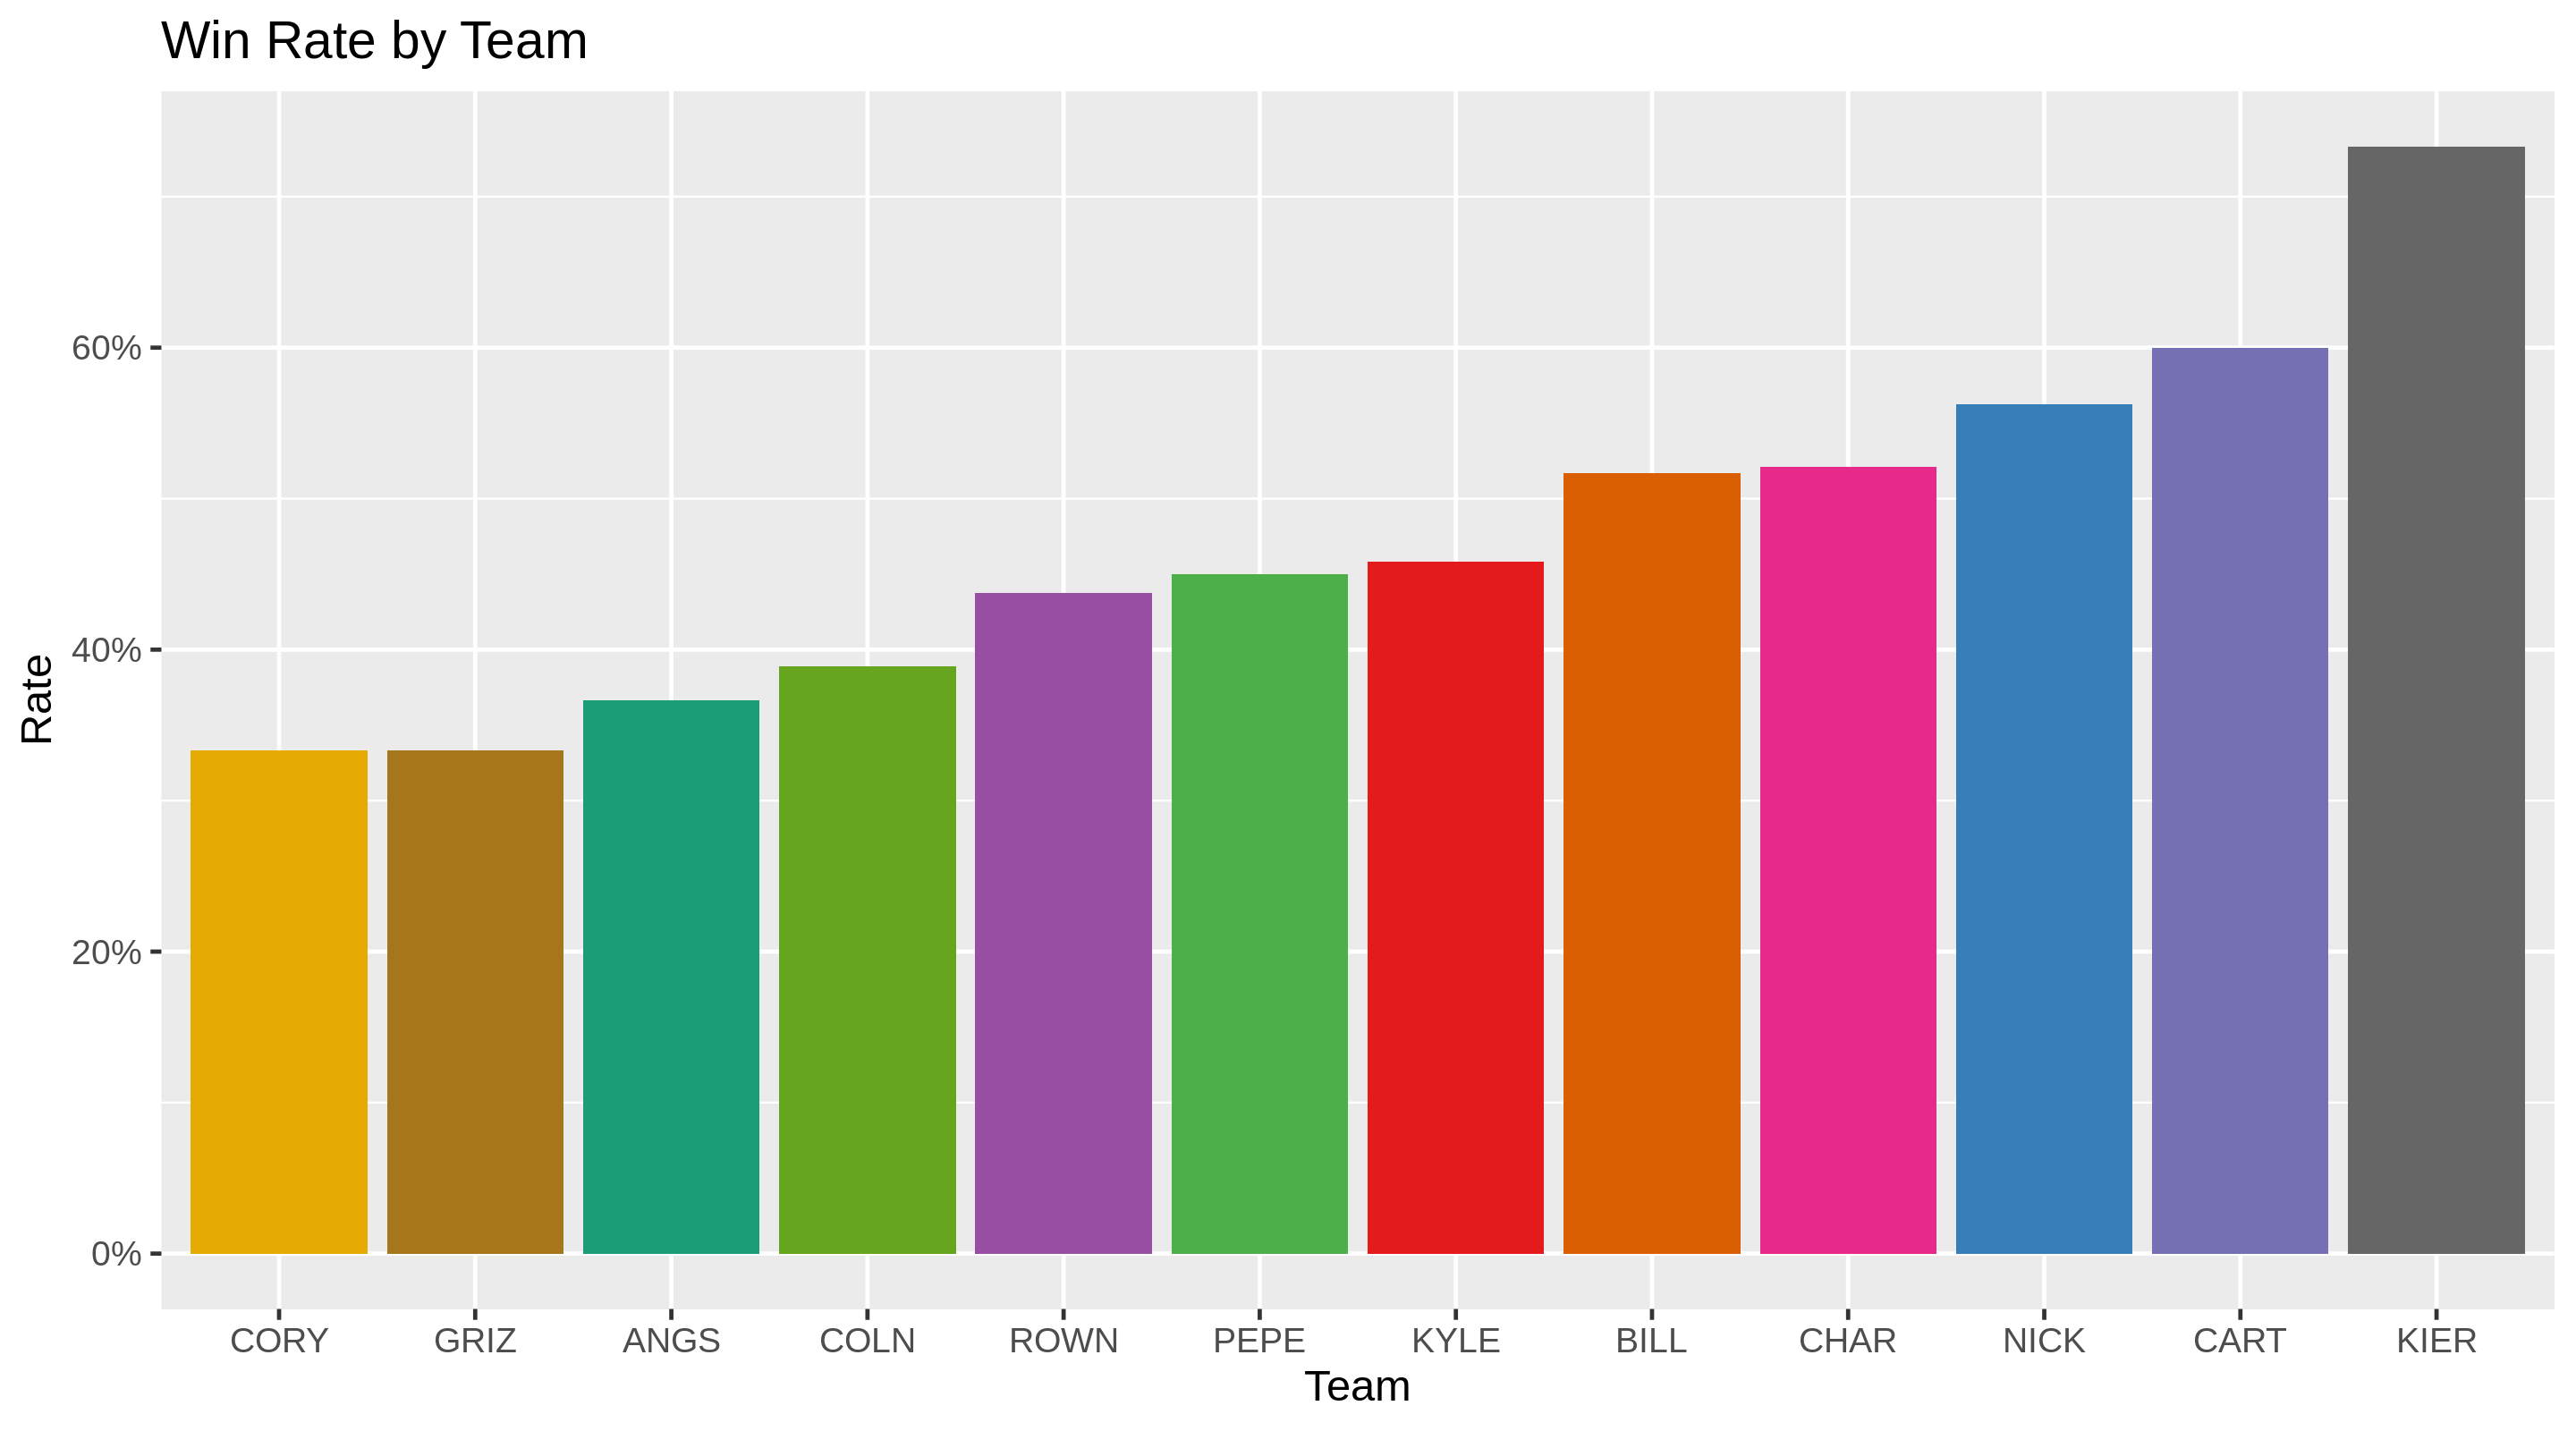 Win Rate by Team
Rate
60%
40%
20%
0%
CORY GRIZ ANGS COLN ROWN PEPE KYLE BILL CHAR NICK CART KIER
Team